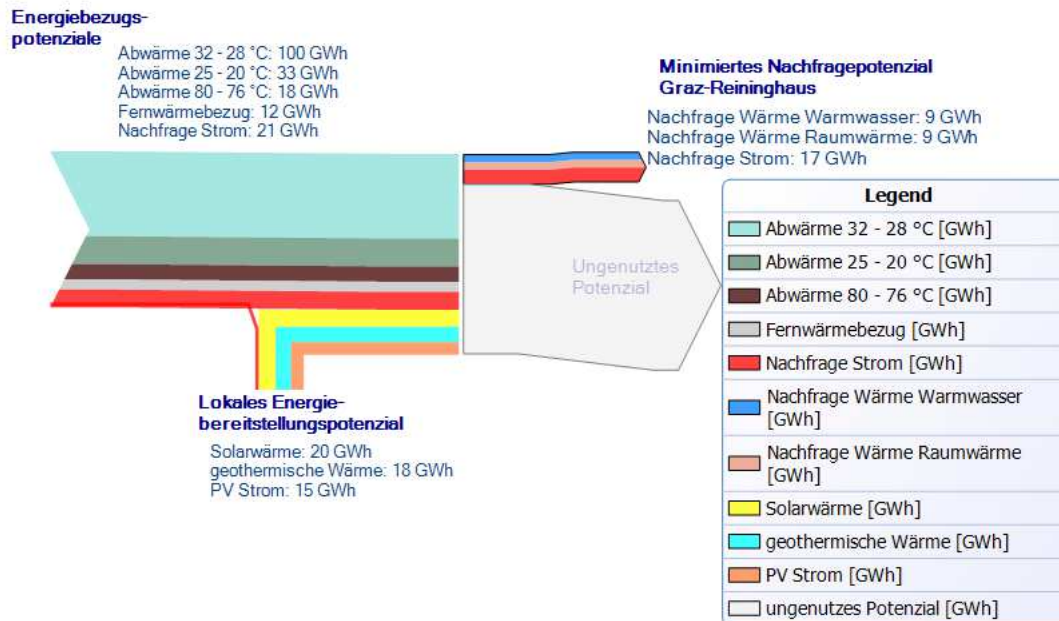 Energiebezugs-
potenziale
Abwärme 32 - 28 °C: 100 GWh
Abwärme 25 - 20 °C: 33 GWh
Abwärme 80 - 76 °C: 18 GWh
Fernwärmebezug: 12 GWh
Nachfrage Strom: 21 GWh
Minimiertes Nachfragepotenzial
Graz-Reininghaus
Nachfrage Wärme Warmwasser: 9 GWh
Nachfrage Wärme Raumwärme: 9 GWh
Nachfrage Strom: 17 GWh
Ungenutztes
Potenzial
Lokales Energie-
bereitstellungspotenzial
Solarwärme: 20 GWh
geothermische Wärme: 18 GWh
PV Strom: 15 GWh
Legend
Abwärme 32 - 28 °C [GWh]
Abwärme 25 - 20 °C [GWh]
Abwärme 80 - 76 °C [GWh]
Fernwärmebezug [GWh]
Nachfrage Strom [GWh]
Nachfrage Wärme Warmwasser
[GWh]
Nachfrage Wärme Raumwärme
[GWh]
Solarwärme [GWh]
geothermische Wärme [GWh]
PV Strom [GWh]
ungenutzes Potenzial [GWh]